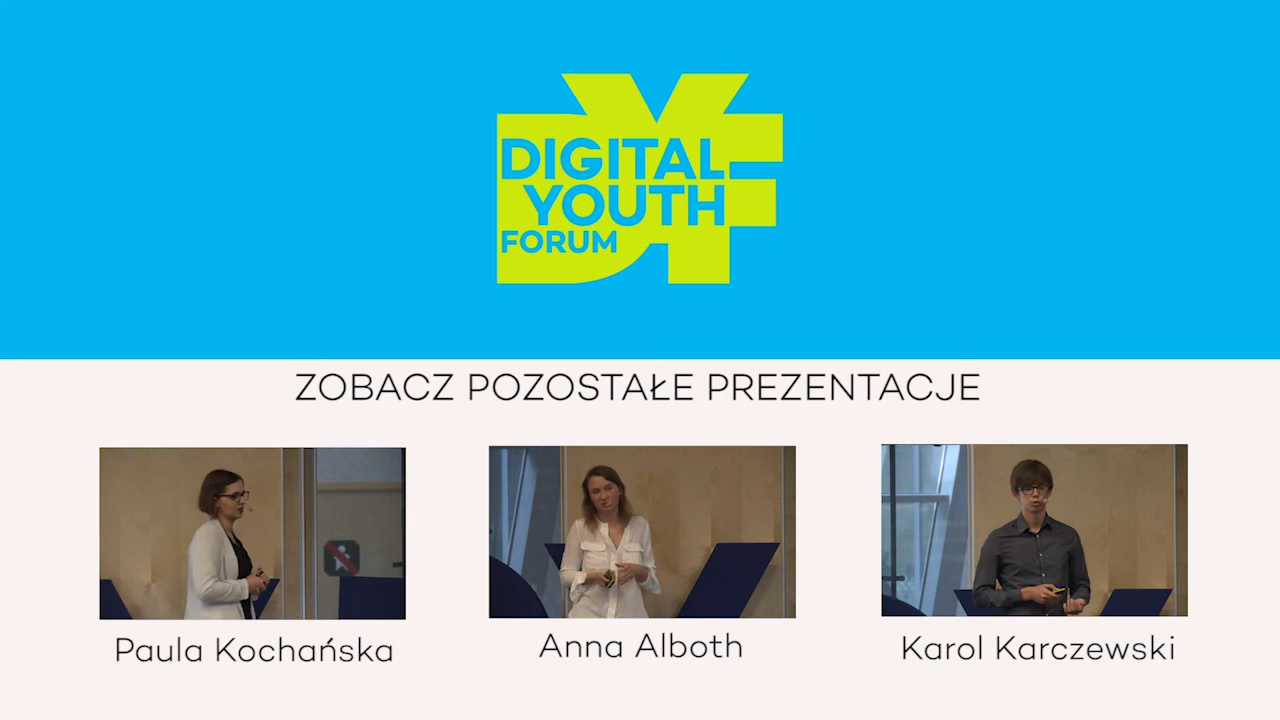 DIGITAL
YOUTH
FORUM
ZOBACZ POZOSTAŁE PREZENTACJE
Paula Kochańska
Anna Alboth
Karol Karczewski